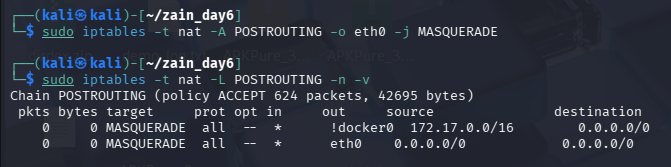 ┌──(kali㉿kali)-[~/zain_day6]
└─$ sudo iptables -t nat -A POSTROUTING -o eth0 -j MASQUERADE
┌──(kali㉿kali)-[~/zain_day6]
└─$ sudo iptables -t nat -L POSTROUTING -n -v
Chain POSTROUTING (policy ACCEPT 624 packets, 42695 bytes)
pkts bytes target prot opt in out source destination
0 0 MASQUERADE all -- * !docker0 172.17.0.0/16 0.0.0.0/0
0 0 MASQUERADE all -- * eth0 0.0.0.0/0 0.0.0.0/0